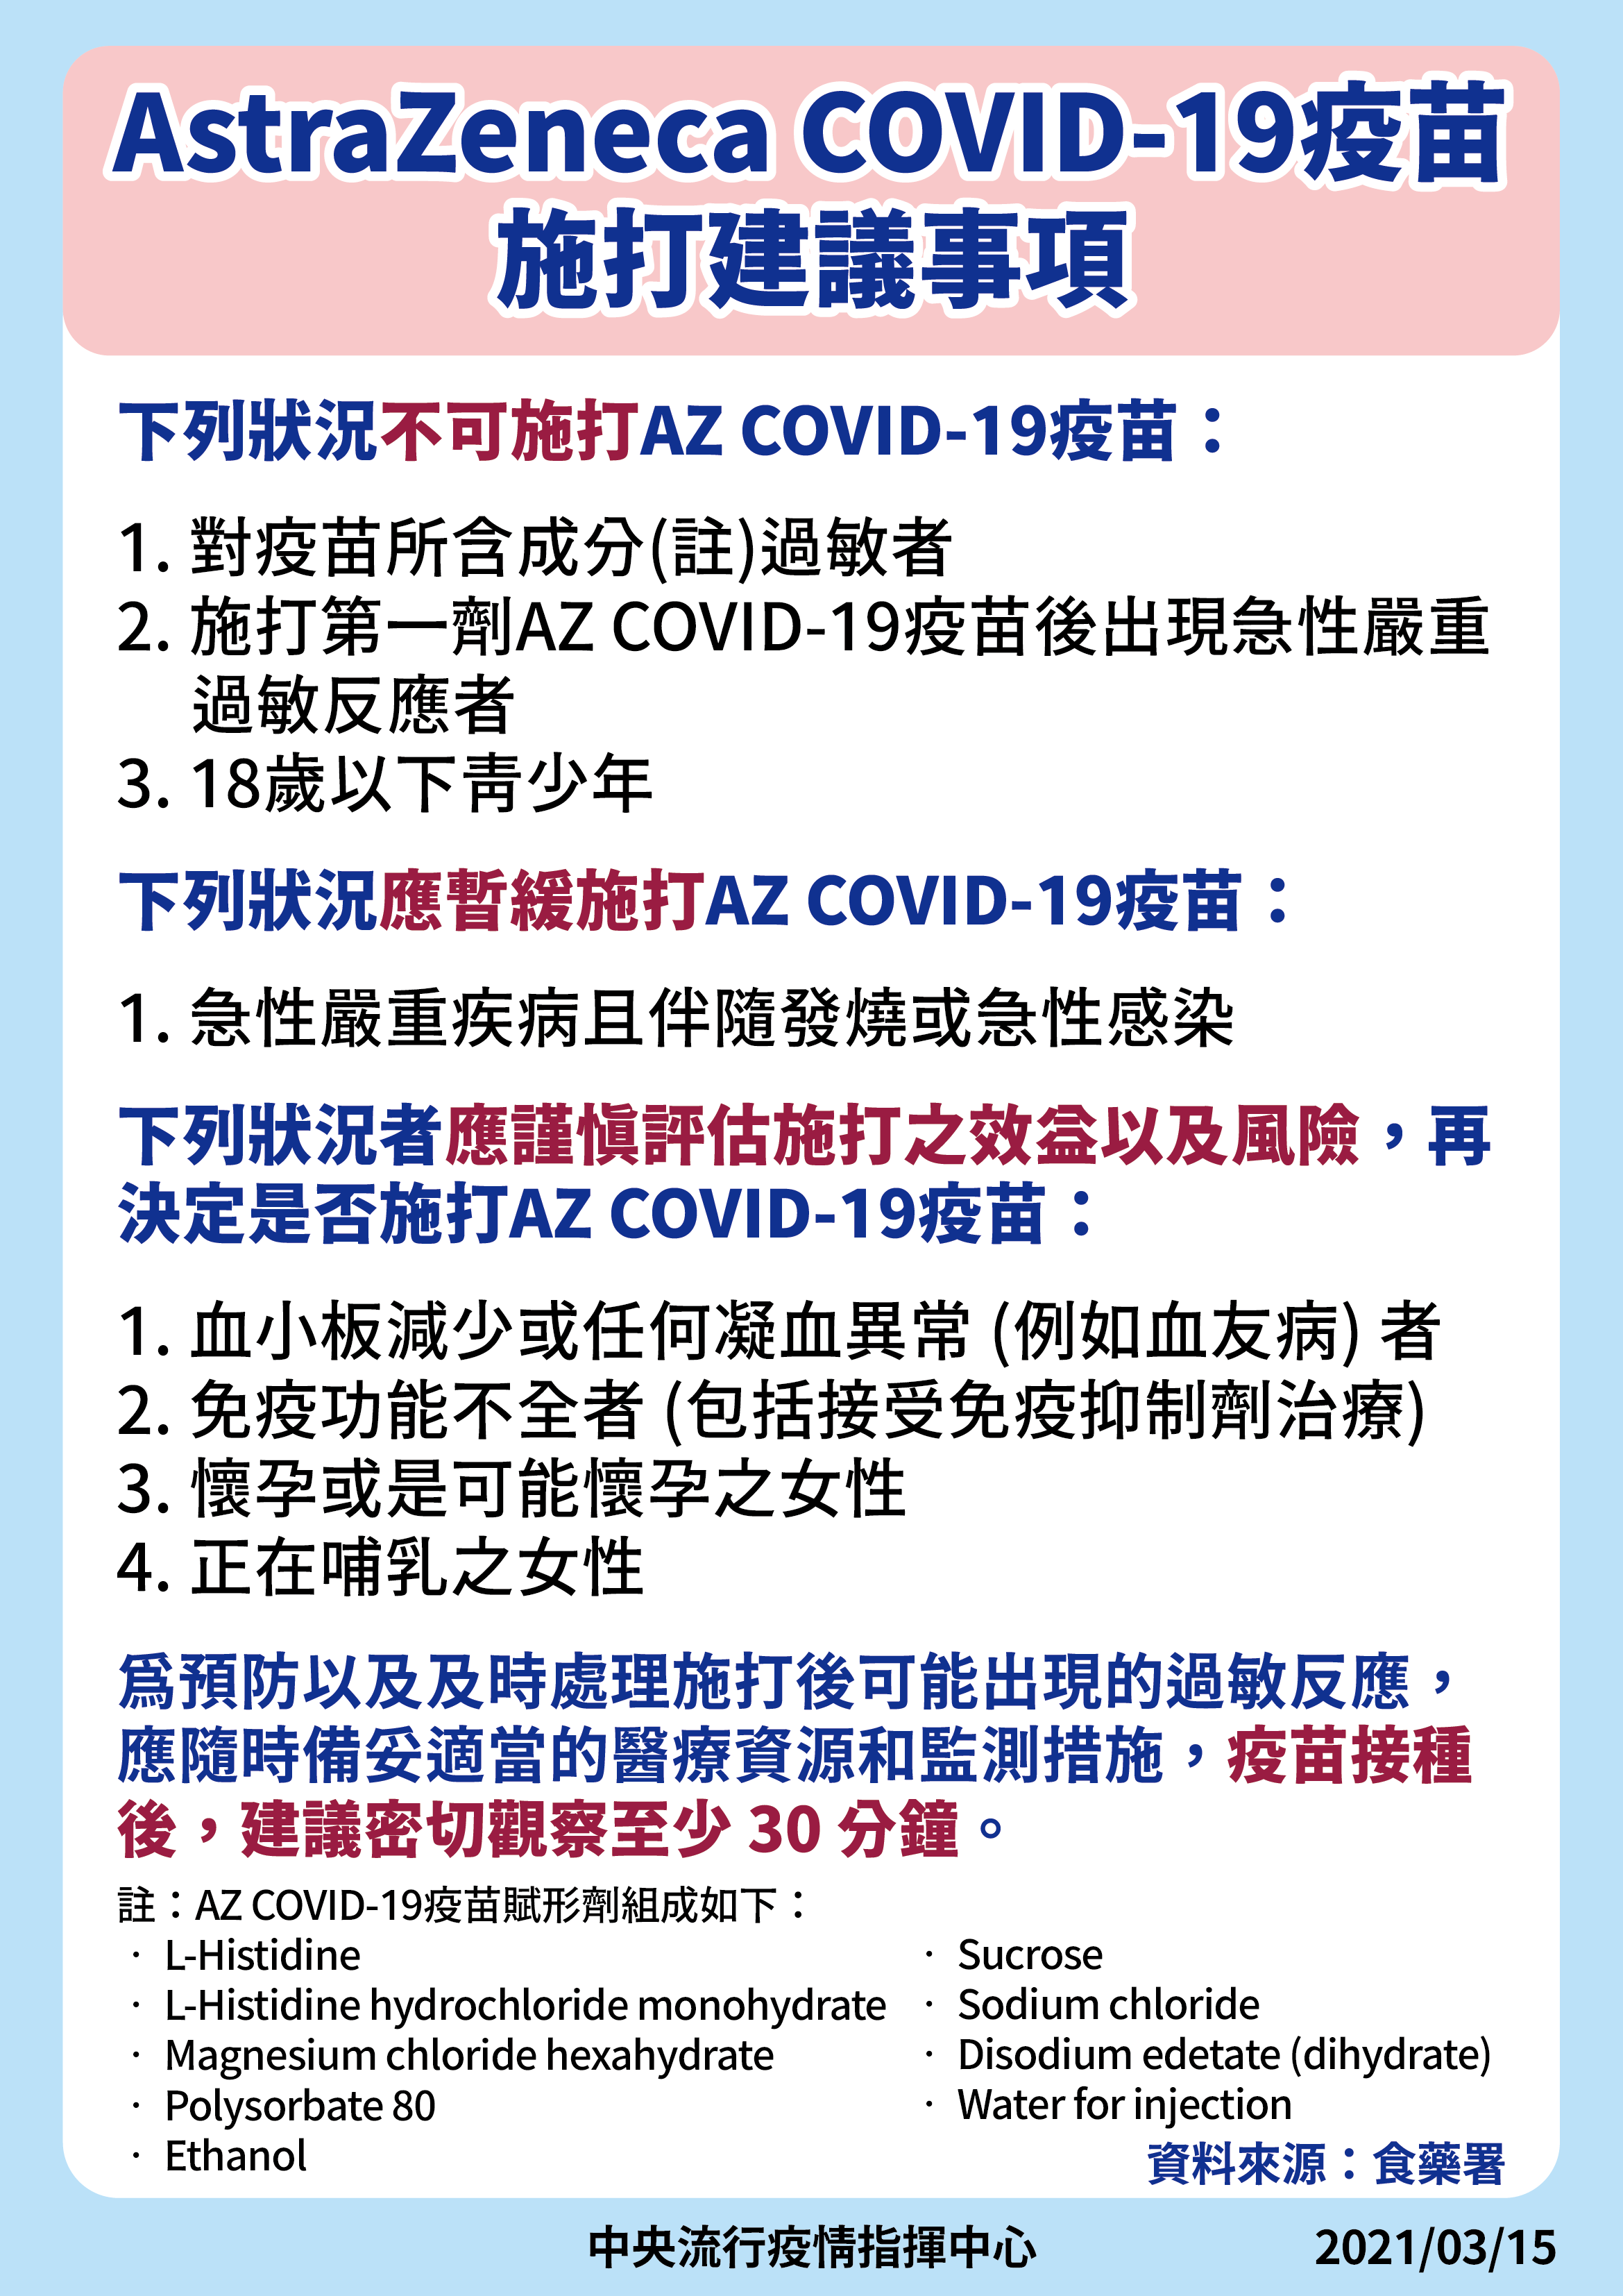 AstraZeneca COVID-19疫苗
施打建議事項
下列狀況不可施打AZ COVID-19疫苗：
1. 對疫苗所含成分(註)過敏者
2. 施打第一劑AZ COVID-19疫苗後出現急性嚴重
過敏反應者
3. 18歲以下靑少年
下列狀況應暫緩施打AZ COVID-19疫苗：
1. 急性嚴重疾病且伴隨發燒或急性感染
下列狀況者應謹愼評估施打之效益以及風險，再
決定是否施打AZ COVID-19疫苗：
1. 血小板減少或任何凝血異常 (例如血友病) 者
2. 免疫功能不全者 (包括接受免疫抑制劑治療)
3. 懷孕或是可能懷孕之女性
4. 正在哺乳之女性
爲預防以及及時處理施打後可能出現的過敏反應，
應隨時備妥適當的醫療資源和監測措施，疫苗接種
後，建議密切觀察至少 30 分鐘。
註：AZ COVID-19疫苗賦形劑組成如下：
· L-Histidine
· L-Histidine hydrochloride monohydrate
· Magnesium chloride hexahydrate
· Polysorbate 80
· Ethanol
· Sucrose
· Sodium chloride
· Disodium edetate (dihydrate)
· Water for injection
資料來源：食藥署
中央流行疫情指揮中心
2021/03/15